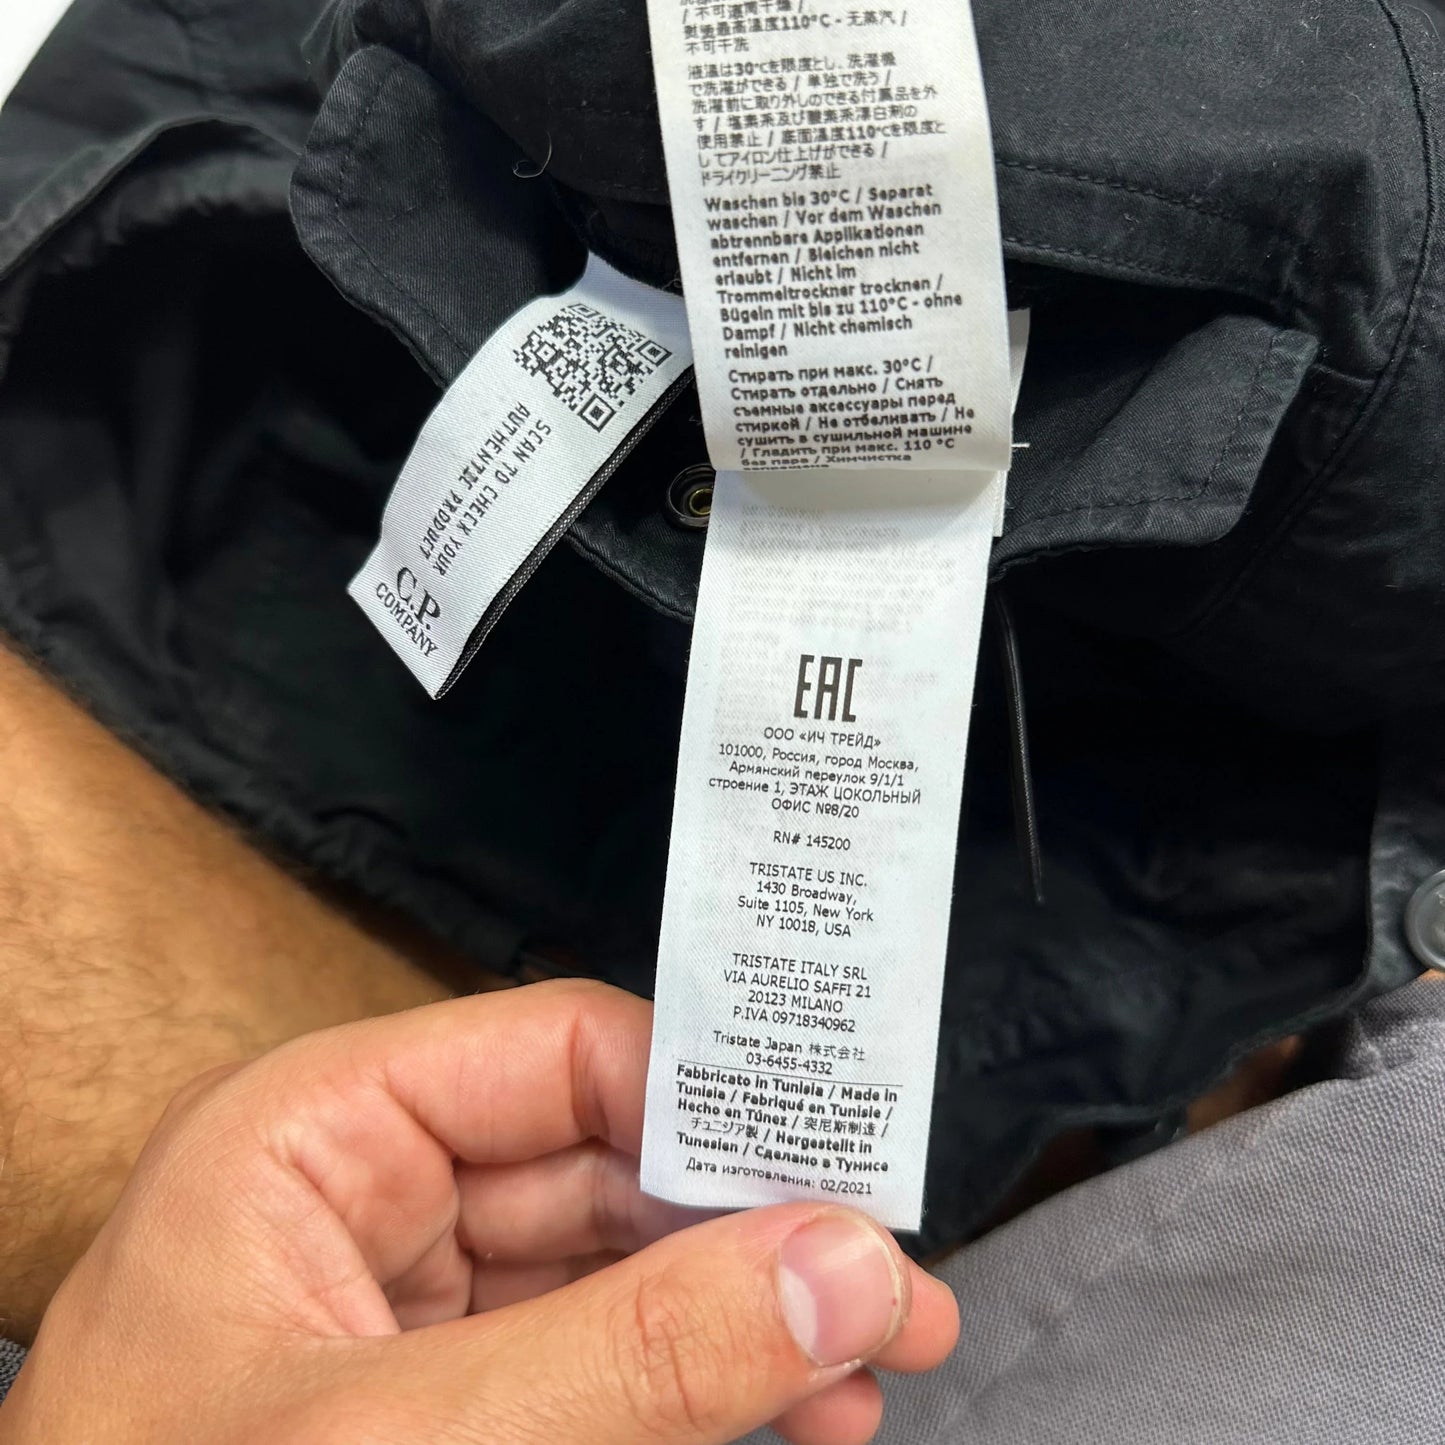 / 不可滚筒干燥 /
熨烫最高温度110°C - 无蒸汽 /
不可干洗
液温は30℃を限度とし、洗濯機
で洗濯ができる / 単独で洗う /
洗濯前に取り外しのできる付属品を外
す / 塩素系及び酸素系漂白剤の
使用禁止 / 底面温度110℃を限度と
してアイロン仕上げができる /
ドライクリーニング禁止
Waschen bis 30°C / Separat
waschen / Vor dem Waschen
abtrennbare Applikationen
entfernen / Bleichen nicht
erlaubt / Nicht im
Trommeltrockner trocknen /
Bügeln mit bis zu 110°C - ohne
Dampf / Nicht chemisch
reinigen
Стирать при макс. 30°C /
Стирать отдельно / Снять
съемные аксессуары перед
стиркой / Не отбеливать / Не
сушить в сушильной машине
/ Гладить при макс. 110 °C
без пара / Химчистка
запрещена
SCAN TO CHECK YOUR
AUTHENTIC PRODUCT
C.P.
COMPANY
EAC
ООО «ИЧ ТРЕЙД»
101000, Россия, город Москва,
Армянский переулок 9/1/1
строение 1, ЭТАЖ ЦОКОЛЬНЫЙ
ОФИС №8/20
RN# 145200
TRISTATE US INC.
1430 Broadway,
Suite 1105, New York
NY 10018, USA
TRISTATE ITALY SRL
VIA AURELIO SAFFI 21
20123 MILANO
P.IVA 09718340962
Tristate Japan 株式会社
03-6455-4332
Fabbricato in Tunisia / Made in
Tunisia / Fabriqué en Tunisie /
Hecho en Túnez / 突尼斯制造 /
チュニジア製 / Hergestellt in
Tunesien / Сделано в Тунисе
Дата изготовления: 02/2021